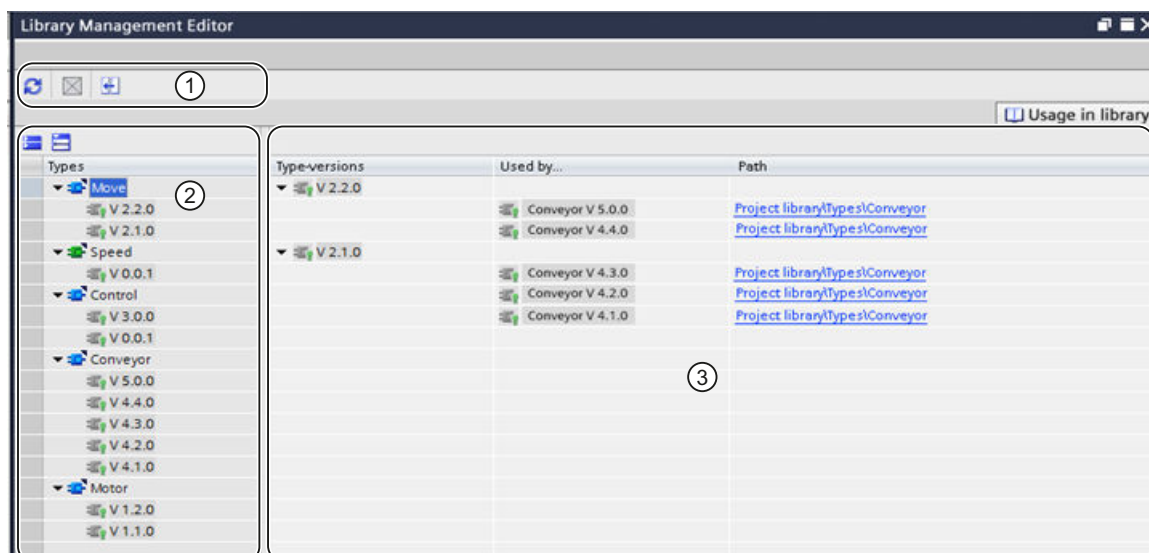 Library Management Editor
1
Usage in library
Types Type-versions Used by... Path
Move V 2.2.0
2
V 2.2.0 Conveyor V 5.0.0 Project library\Types\Conveyor
V 2.1.0 Conveyor V 4.4.0 Project library\Types\Conveyor
Speed V 2.1.0
V 0.0.1 Conveyor V 4.3.0 Project library\Types\Conveyor
Control Conveyor V 4.2.0 Project library\Types\Conveyor
V 3.0.0 Conveyor V 4.1.0 Project library\Types\Conveyor
V 0.0.1
Conveyor
3
V 5.0.0
V 4.4.0
V 4.3.0
V 4.2.0
V 4.1.0
Motor
V 1.2.0
V 1.1.0